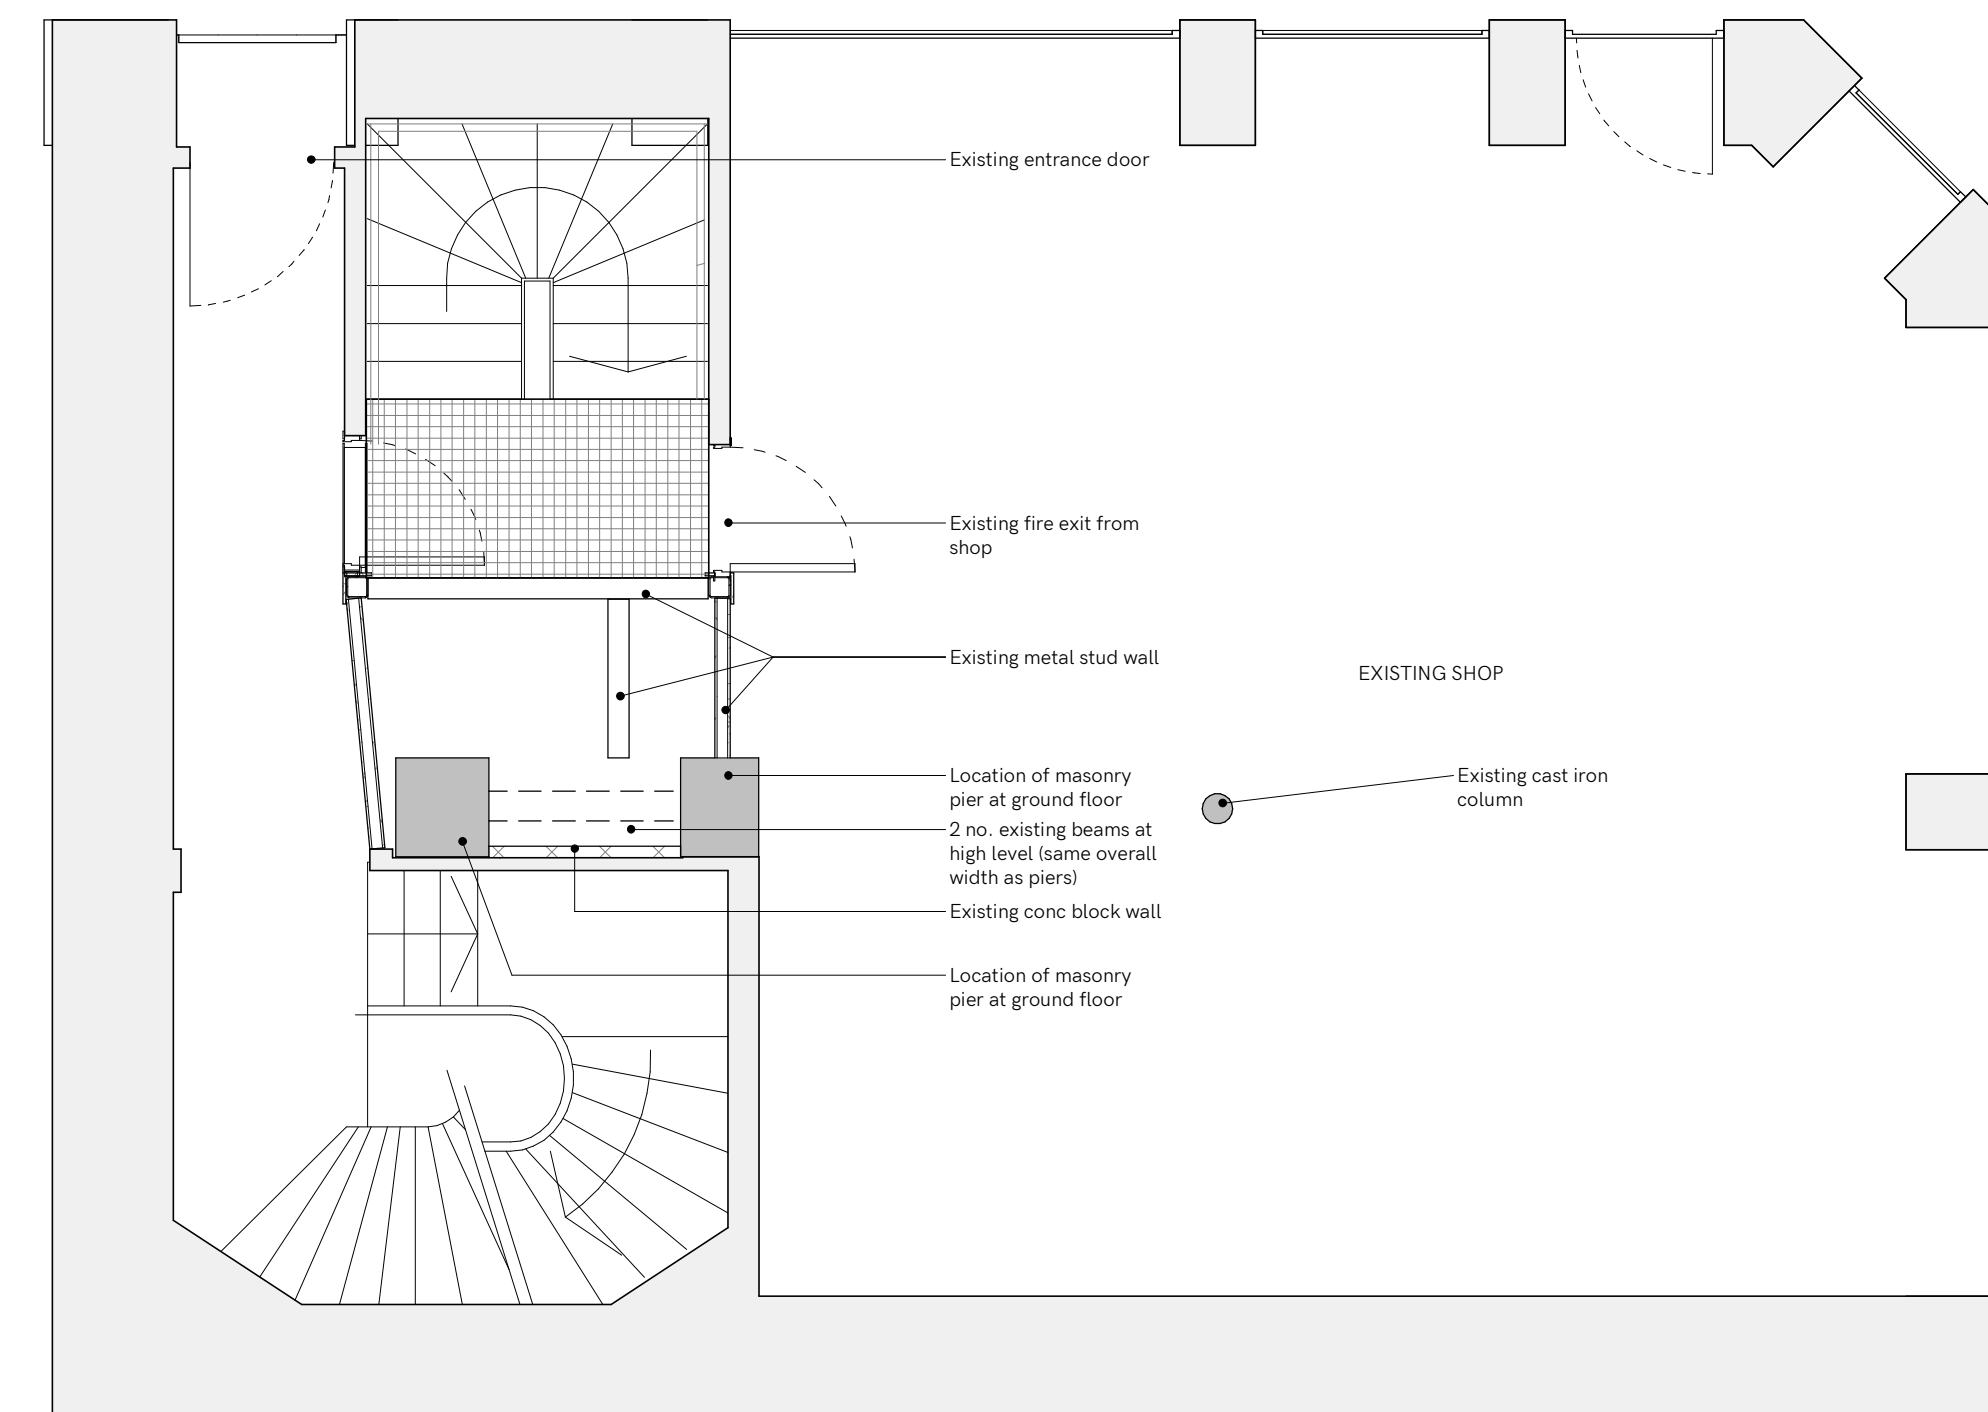 Existing entrance door
Existing fire exit from
shop
Existing metal stud wall
EXISTING SHOP
Location of masonry
pier at ground floor
Existing cast iron
column
2 no. existing beams at
high level (same overall
width as piers)
Existing conc block wall
Location of masonry
pier at ground floor